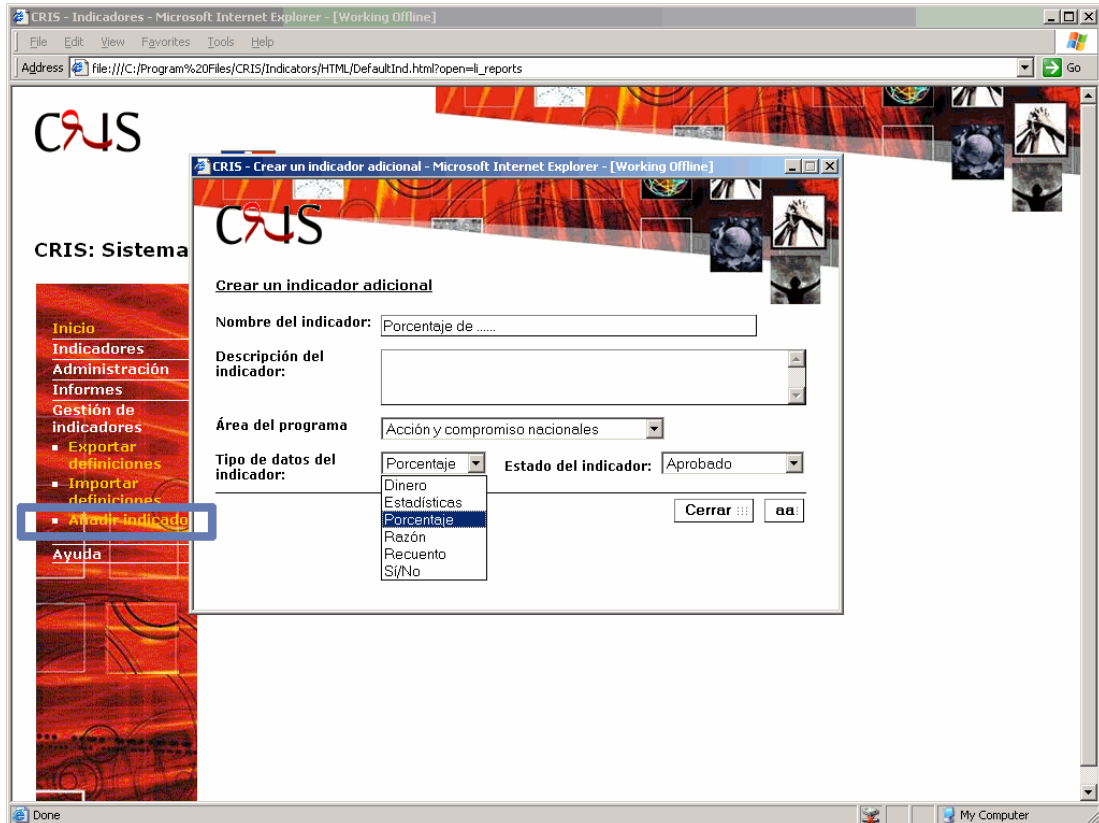 CRIS - Indicadores - Microsoft Internet Explorer - [Working Offline]
File Edit View Favorites Tools Help
Address file:///C:/Program%20Files/CRIS/Indicators/HTML/DefaultInd.html?open=li_reports Go
CRIS
CRIS: Sistema
Inicio
Indicadores
Administración
Informes
Gestión de
indicadores
Exportar
definiciones
Importar
definiciones
Añadir indicado
Ayuda
CRIS - Crear un indicador adicional - Microsoft Internet Explorer - [Working Offline]
CRIS
Crear un indicador adicional
Nombre del indicador: Porcentaje de ......
Descripción del
indicador:
Área del programa Acción y compromiso nacionales
Tipo de datos del
indicador:
Porcentaje Estado del indicador: Aprobado
Dinero
Estadísticas
Porcentaje
Razón
Recuento
Sí/No
Cerrar aa
Done My Computer